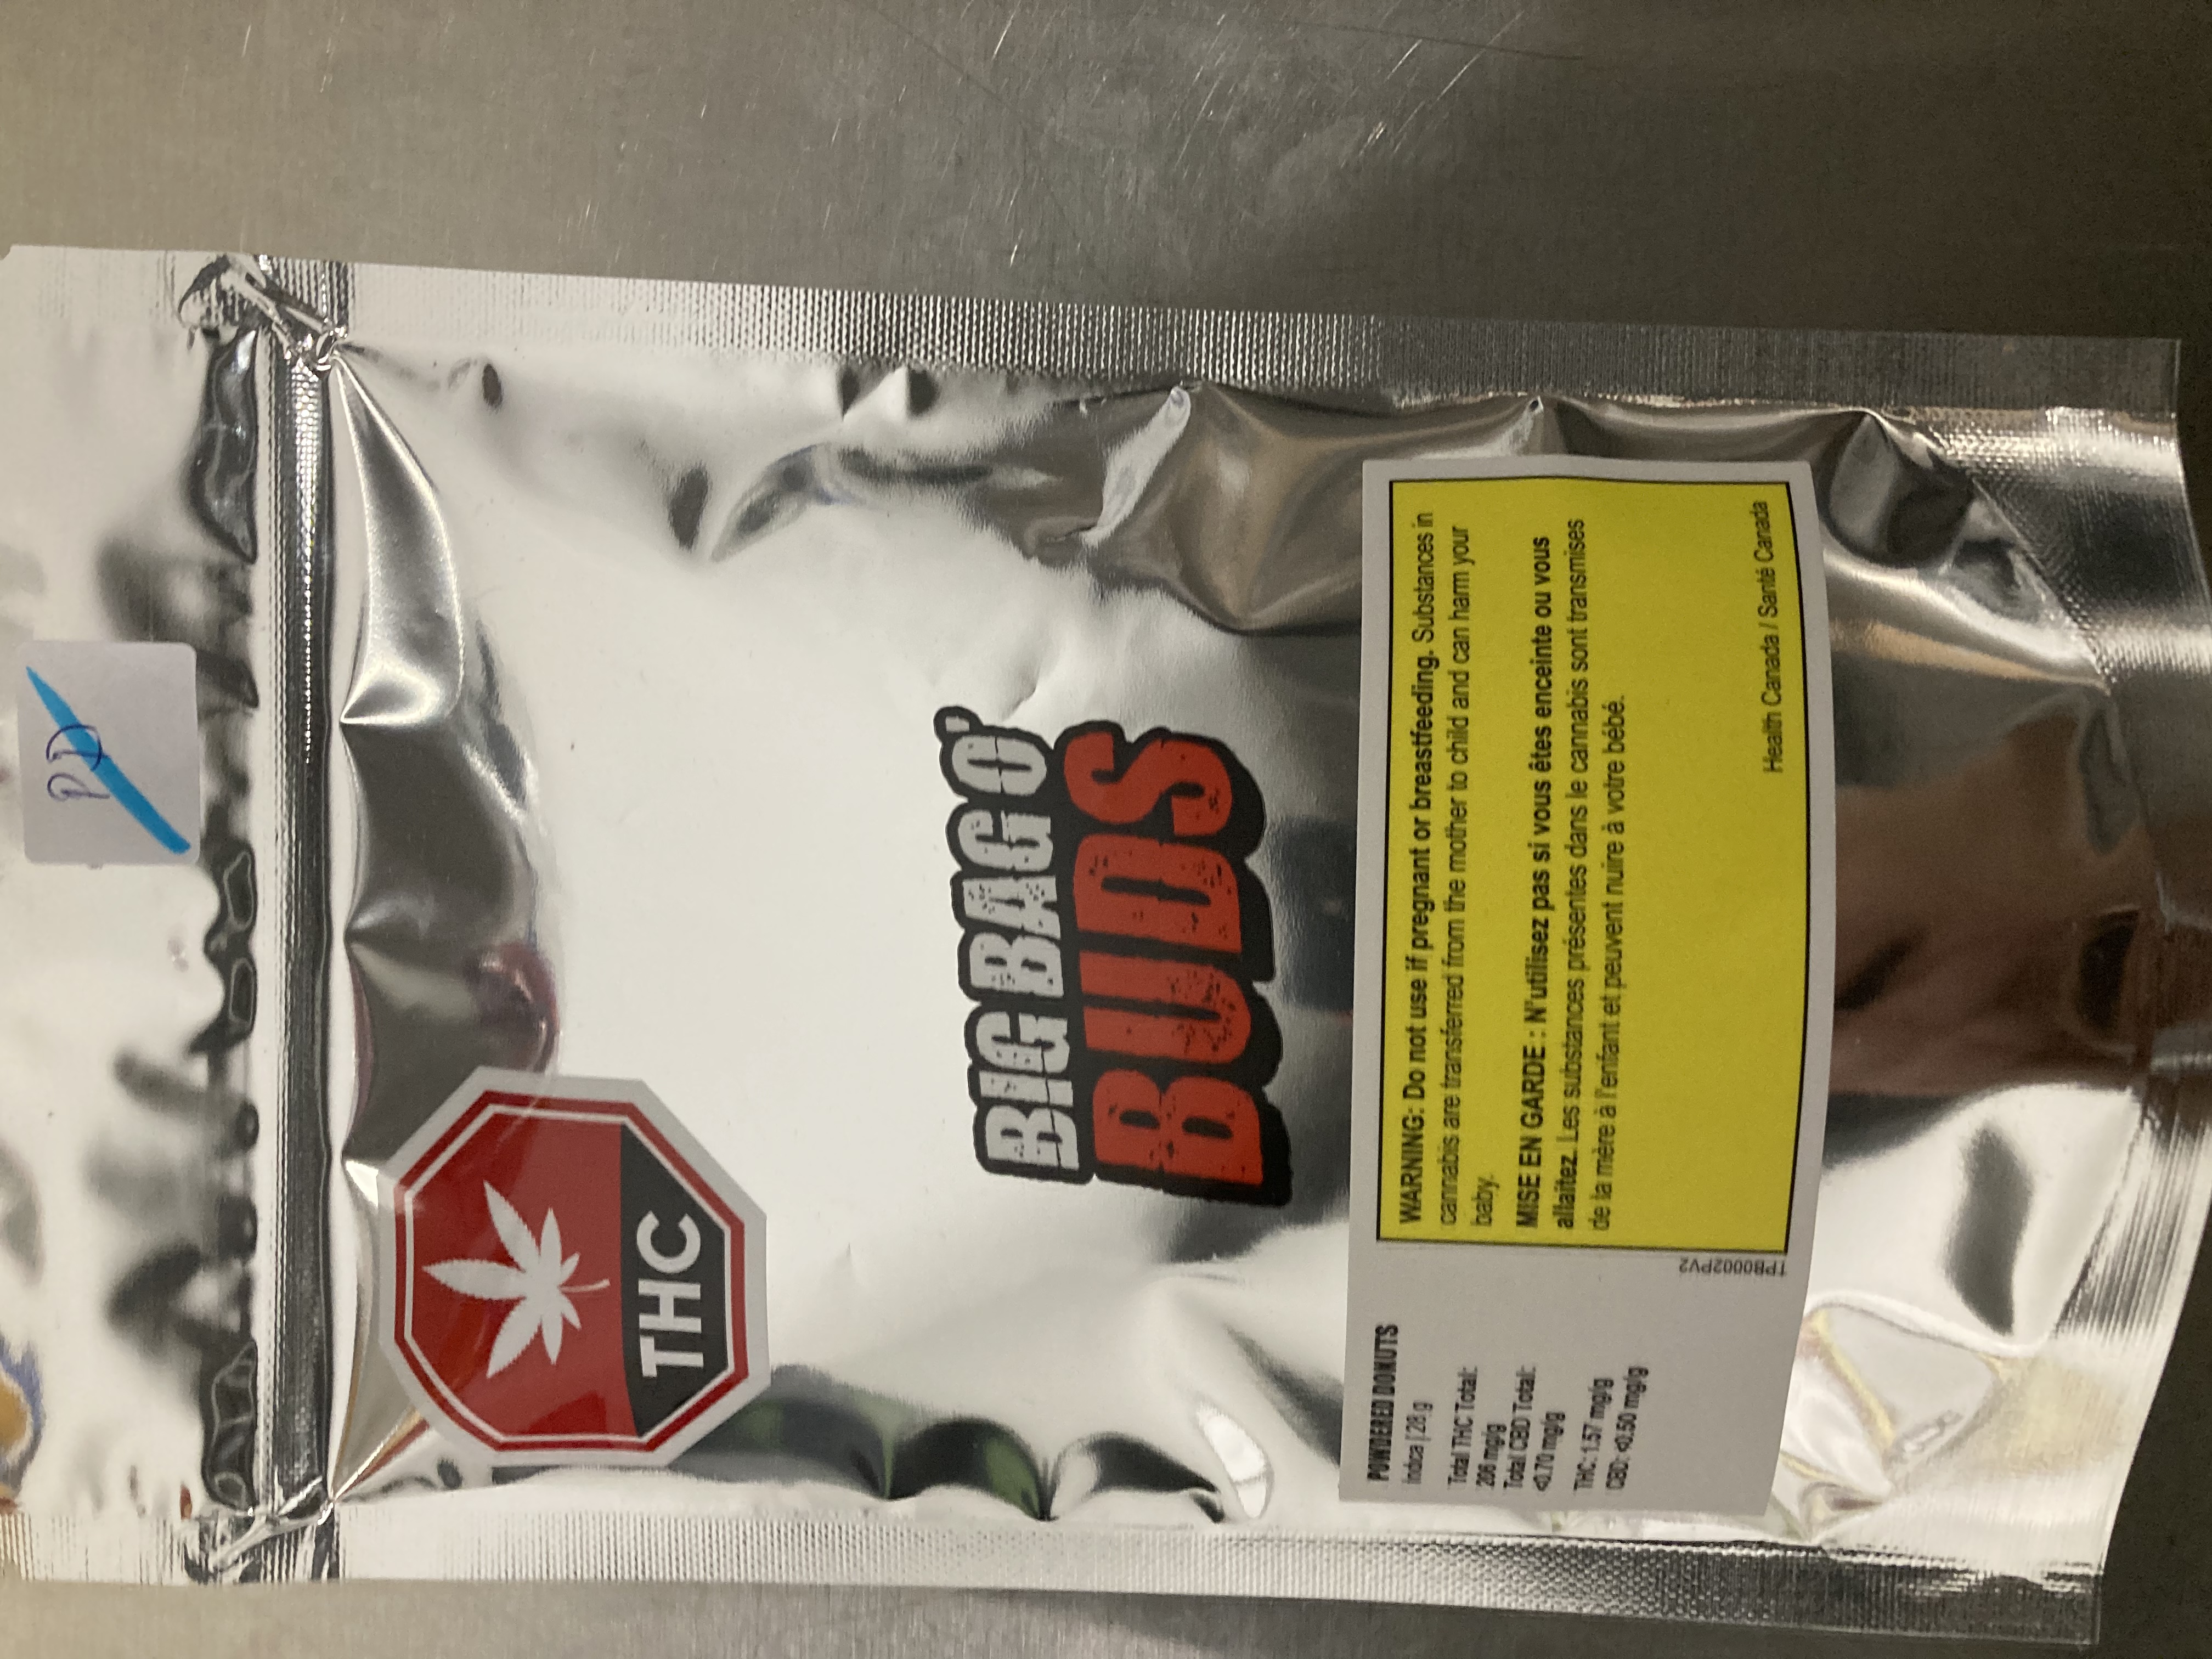 PD
THC
BIG BAG O'
BUDS
POWDERED DONUTS
Indica | 28 g
Total THC Total:
206 mg/g
Total CBD Total:
<0.70 mg/g
THC: 1.57 mg/g
CBD: <0.50 mg/g
TPB0002PV2
WARNING: Do not use if pregnant or breastfeeding. Substances in
cannabis are transferred from the mother to child and can harm your
baby.
MISE EN GARDE : N'utilisez pas si vous êtes enceinte ou vous
allaitez. Les substances présentes dans le cannabis sont transmises
de la mère à l'enfant et peuvent nuire à votre bébé.
Health Canada / Santé Canada